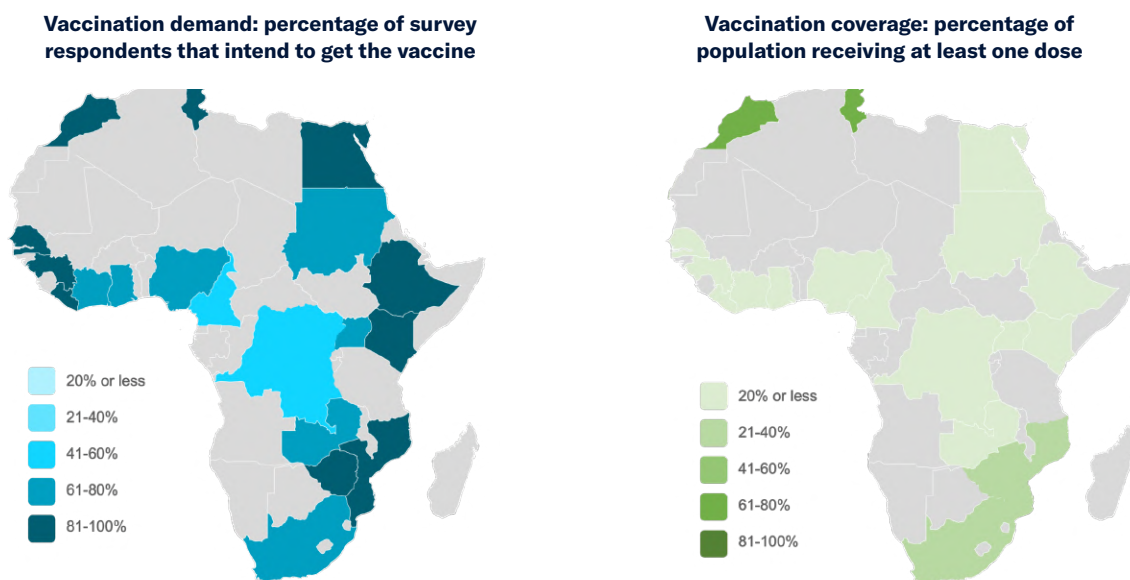 Vaccination demand: percentage of survey
respondents that intend to get the vaccine
20% or less
21-40%
41-60%
61-80%
81-100%
Vaccination coverage: percentage of
population receiving at least one dose
20% or less
21-40%
41-60%
61-80%
81-100%